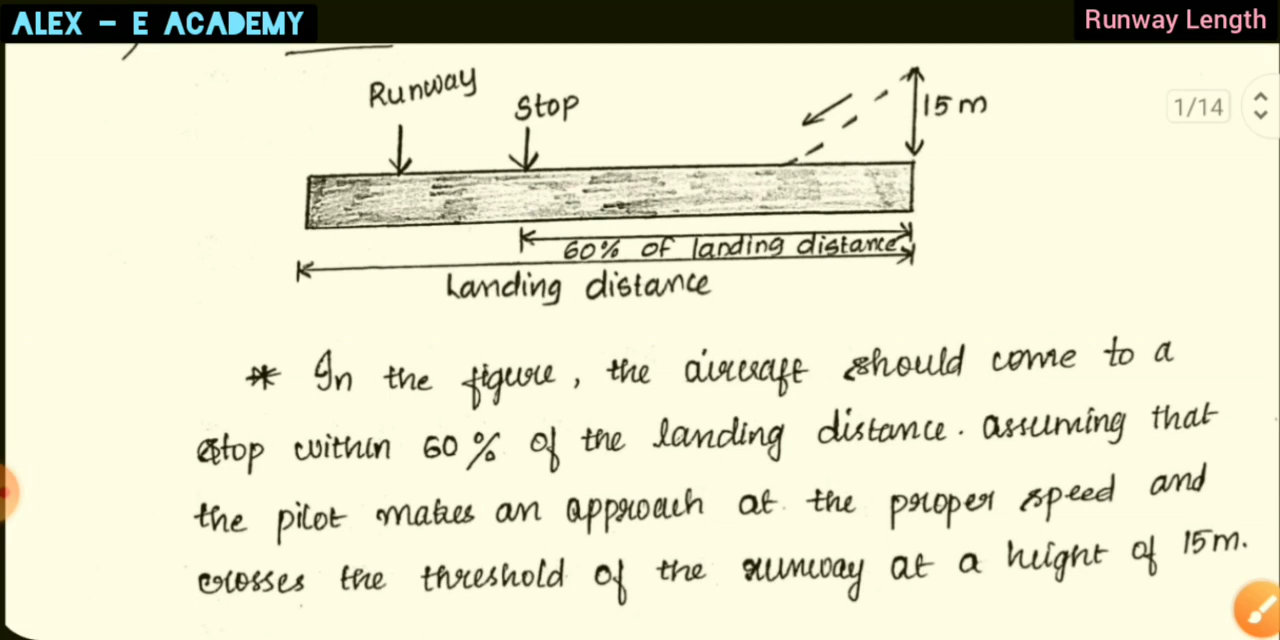 ALEX - E ACADEMY
Runway Length
Runway
Stop
15 m
1/14
60% of landing distance
Landing distance
* In the figure, the aircraft should come to a
stop within 60% of the landing distance. assuming that
the pilot makes an approach at the proper speed and
crosses the threshold of the runway at a height of 15m.